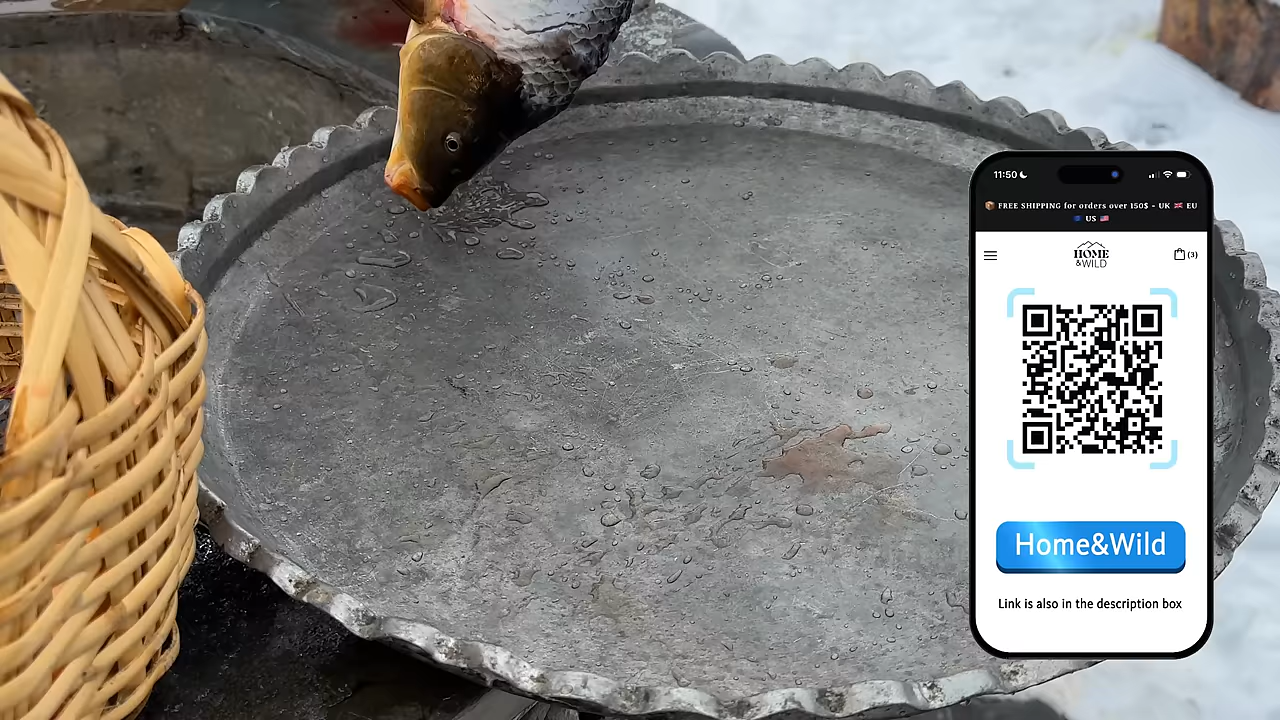 11:50
📦 FREE SHIPPING for orders over 150$ - UK 🇬🇧 EU
🇪🇺 US 🇺🇸
HOME
&WILD
(3)
Home&Wild
Link is also in the description box